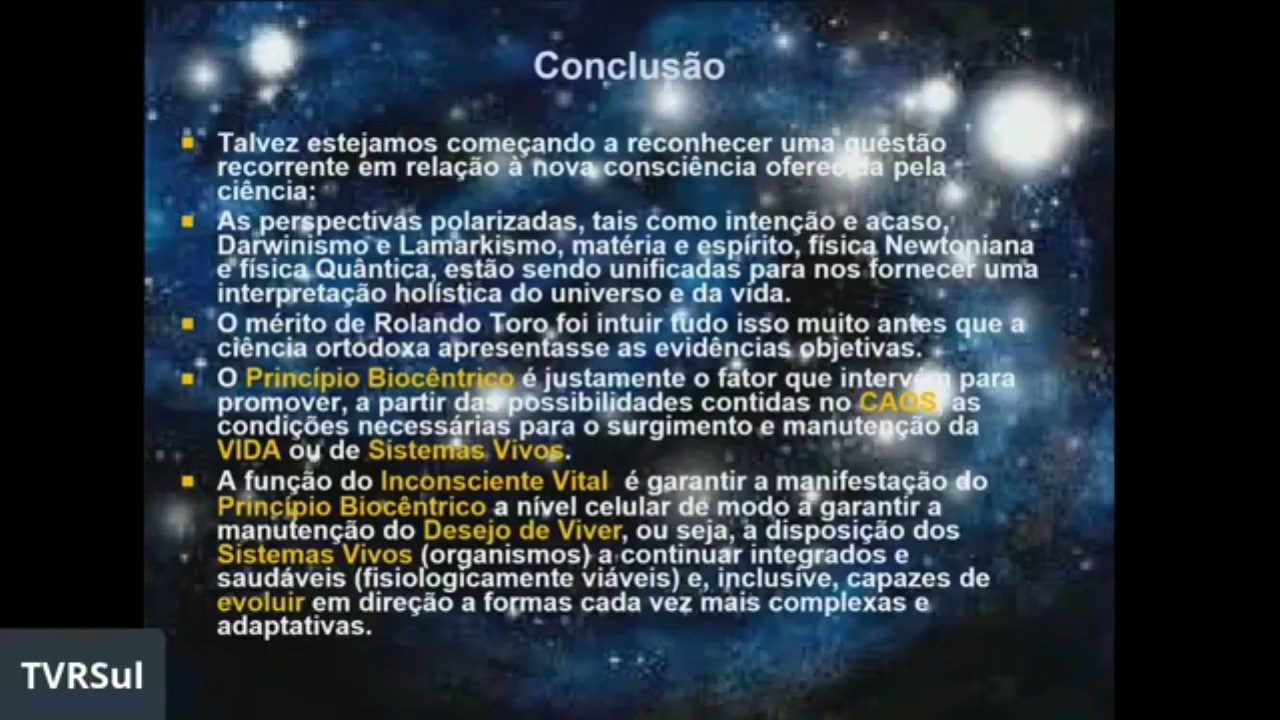 Conclusão
Talvez estejamos começando a reconhecer uma questão
recorrente em relação à nova consciência oferecida pela
ciência:
As perspectivas polarizadas, tais como intenção e acaso,
Darwinismo e Lamarkismo, matéria e espírito, física Newtoniana
e física Quântica, estão sendo unificadas para nos fornecer uma
interpretação holística do universo e da vida.
O mérito de Rolando Toro foi intuir tudo isso muito antes que a
ciência ortodoxa apresentasse as evidências objetivas.
O Princípio Biocêntrico é justamente o fator que intervém para
promover, a partir das possibilidades contidas no CAOS as
condições necessárias para o surgimento e manutenção da
VIDA ou de Sistemas Vivos.
A função do Inconsciente Vital é garantir a manifestação do
Princípio Biocêntrico a nível celular de modo a garantir a
manutenção do Desejo de Viver, ou seja, a disposição dos
Sistemas Vivos (organismos) a continuar integrados e
saudáveis (fisiologicamente viáveis) e, inclusive, capazes de
evoluir em direção a formas cada vez mais complexas e
adaptativas.
TVRSul